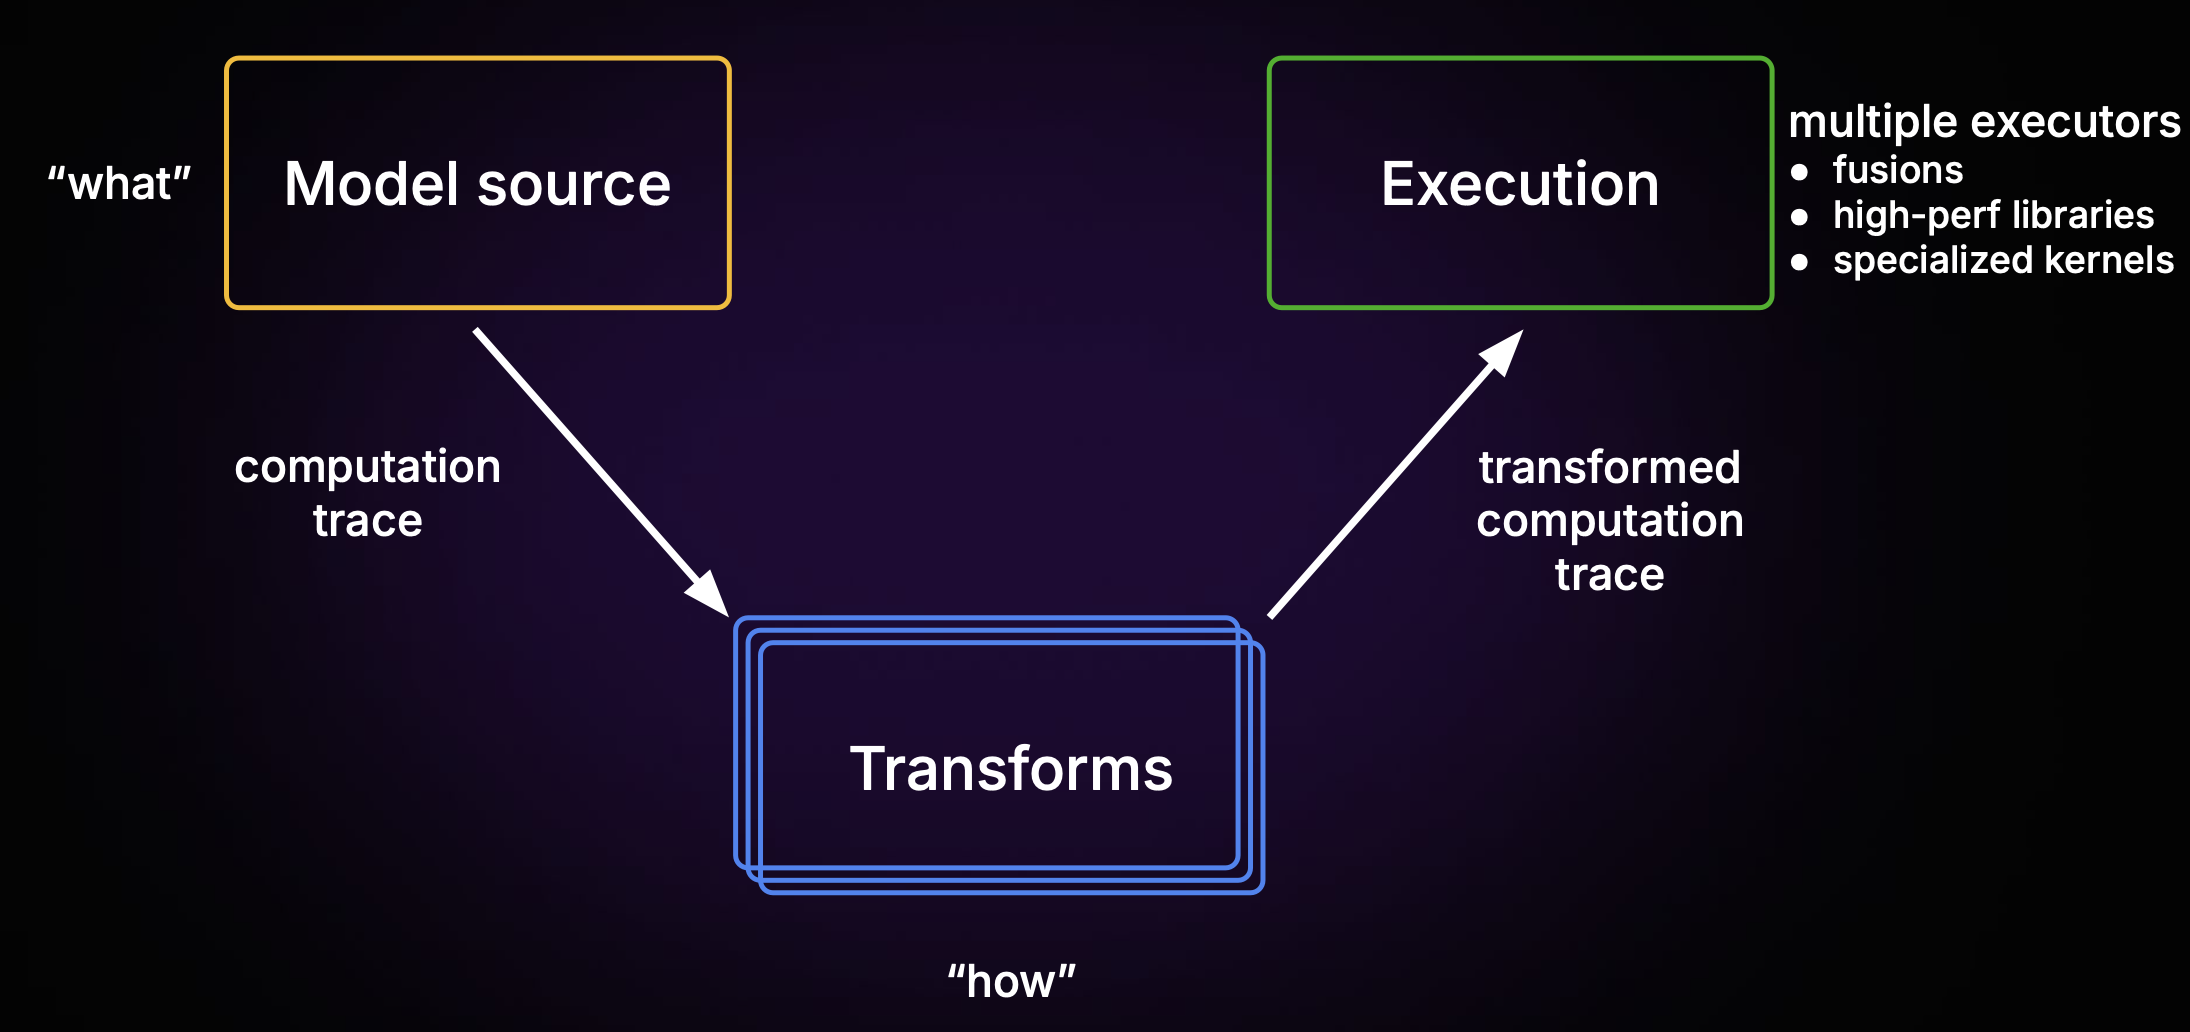 “what”
Model source
Execution
multiple executors
● fusions
● high-perf libraries
● specialized kernels
computation
trace
transformed
computation
trace
Transforms
“how”